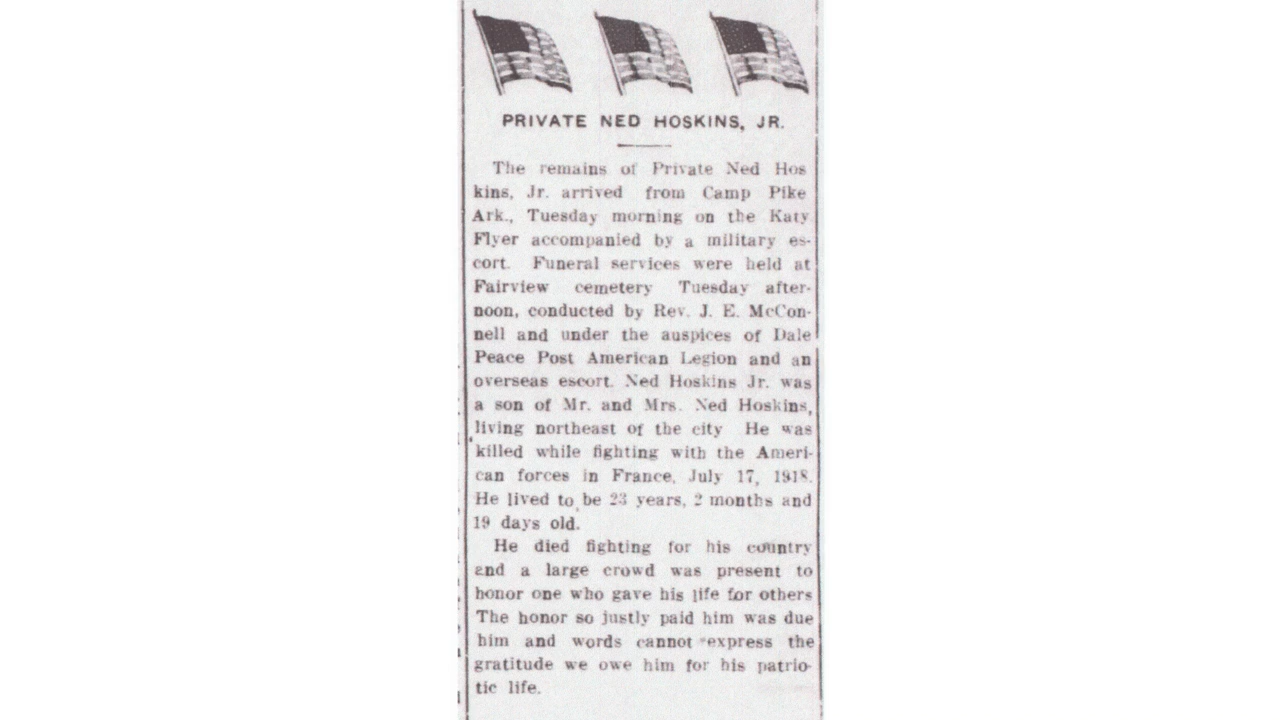 PRIVATE NED HOSKINS, JR.
The remains of Private Ned Hos
kins, Jr. arrived from Camp Pike
Ark., Tuesday morning on the Katy
Flyer accompanied by a military es-
cort. Funeral services were held at
Fairview cemetery Tuesday after-
noon, conducted by Rev. J. E. McCon-
nell and under the auspices of Dale
Peace Post American Legion and an
overseas escort. Ned Hoskins Jr. was
a son of Mr. and Mrs. Ned Hoskins,
living northeast of the city He was
killed while fighting with the Ameri-
can forces in France, July 17, 1918.
He lived to be 23 years, 2 months and
19 days old.
He died fighting for his country
and a large crowd was present to
honor one who gave his life for others
The honor so justly paid him was due
him and words cannot express the
gratitude we owe him for his patrio-
tic life.